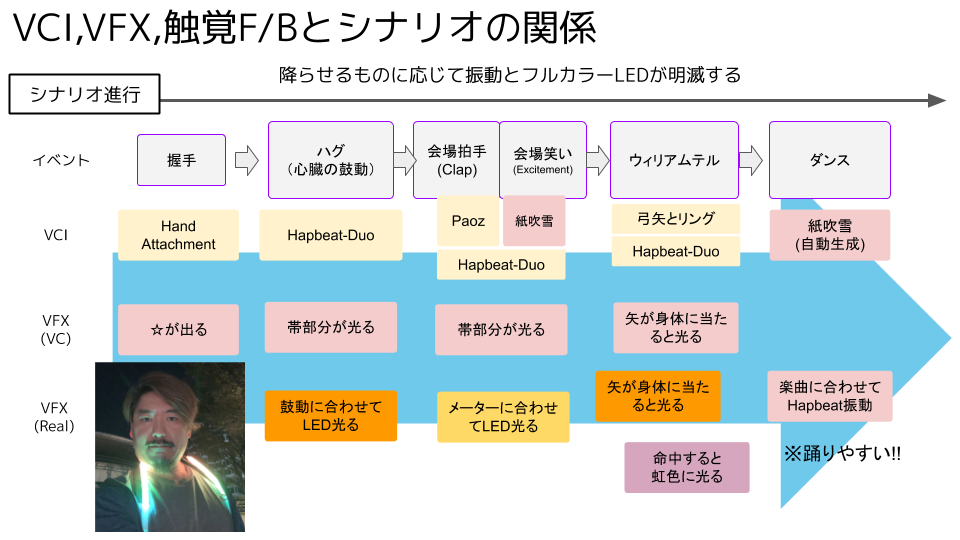 VCI,VFX,触覚F/Bとシナリオの関係
降らせるものに応じて振動とフルカラーLEDが明滅する
シナリオ進行
イベント
握手
ハグ
（心臓の鼓動）
会場拍手
(Clap)
会場笑い
(Excitement)
ウィリアムテル
ダンス
VCI
Hand
Attachment
Hapbeat-Duo
Paoz
紙吹雪
Hapbeat-Duo
弓矢とリング
Hapbeat-Duo
紙吹雪
(自動生成)
VFX
(VC)
☆が出る
帯部分が光る
帯部分が光る
矢が身体に当た
ると光る
VFX
(Real)
鼓動に合わせて
LED光る
メーターに合わせ
てLED光る
矢が身体に当た
ると光る
命中すると
虹色に光る
楽曲に合わせて
Hapbeat振動
※踊りやすい!!